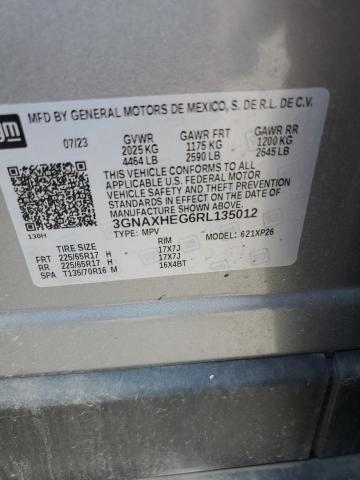 gm
MFD BY GENERAL MOTORS DE MEXICO, S. DE R.L. DE C.V.
07/23 GVWR GAWR FRT GAWR RR
2025 KG 1175 KG 1200 KG
4464 LB 2590 LB 2645 LB
THIS VEHICLE CONFORMS TO ALL
APPLICABLE U.S. FEDERAL MOTOR
VEHICLE SAFETY AND THEFT PREVENTION
STANDARDS IN EFFECT ON THE DATE OF
MANUFACTURE SHOWN ABOVE.
3GNAXHEG6RL135012
130H TYPE: MPV MODEL: 621XP26
TIRE SIZE RIM
FRT 225/65R17 H 17X7J
RR 225/65R17 H 17X7J
SPA T135/70R16 M 16X4BT